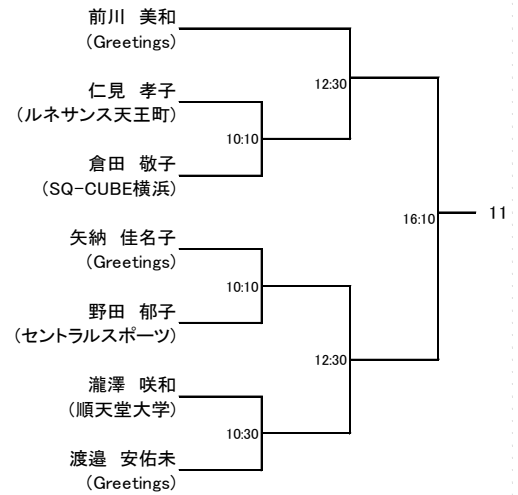 前川　美和
(Greetings)
12:30
仁見　孝子
(ルネサンス天王町)
10:10
倉田　敬子
(SQ-CUBE横浜)
16:10
11
矢納　佳名子
(Greetings)
10:10
野田　郁子
(セントラルスポーツ)
12:30
瀧澤　咲和
(順天堂大学)
10:30
渡邉　安佑未
(Greetings)